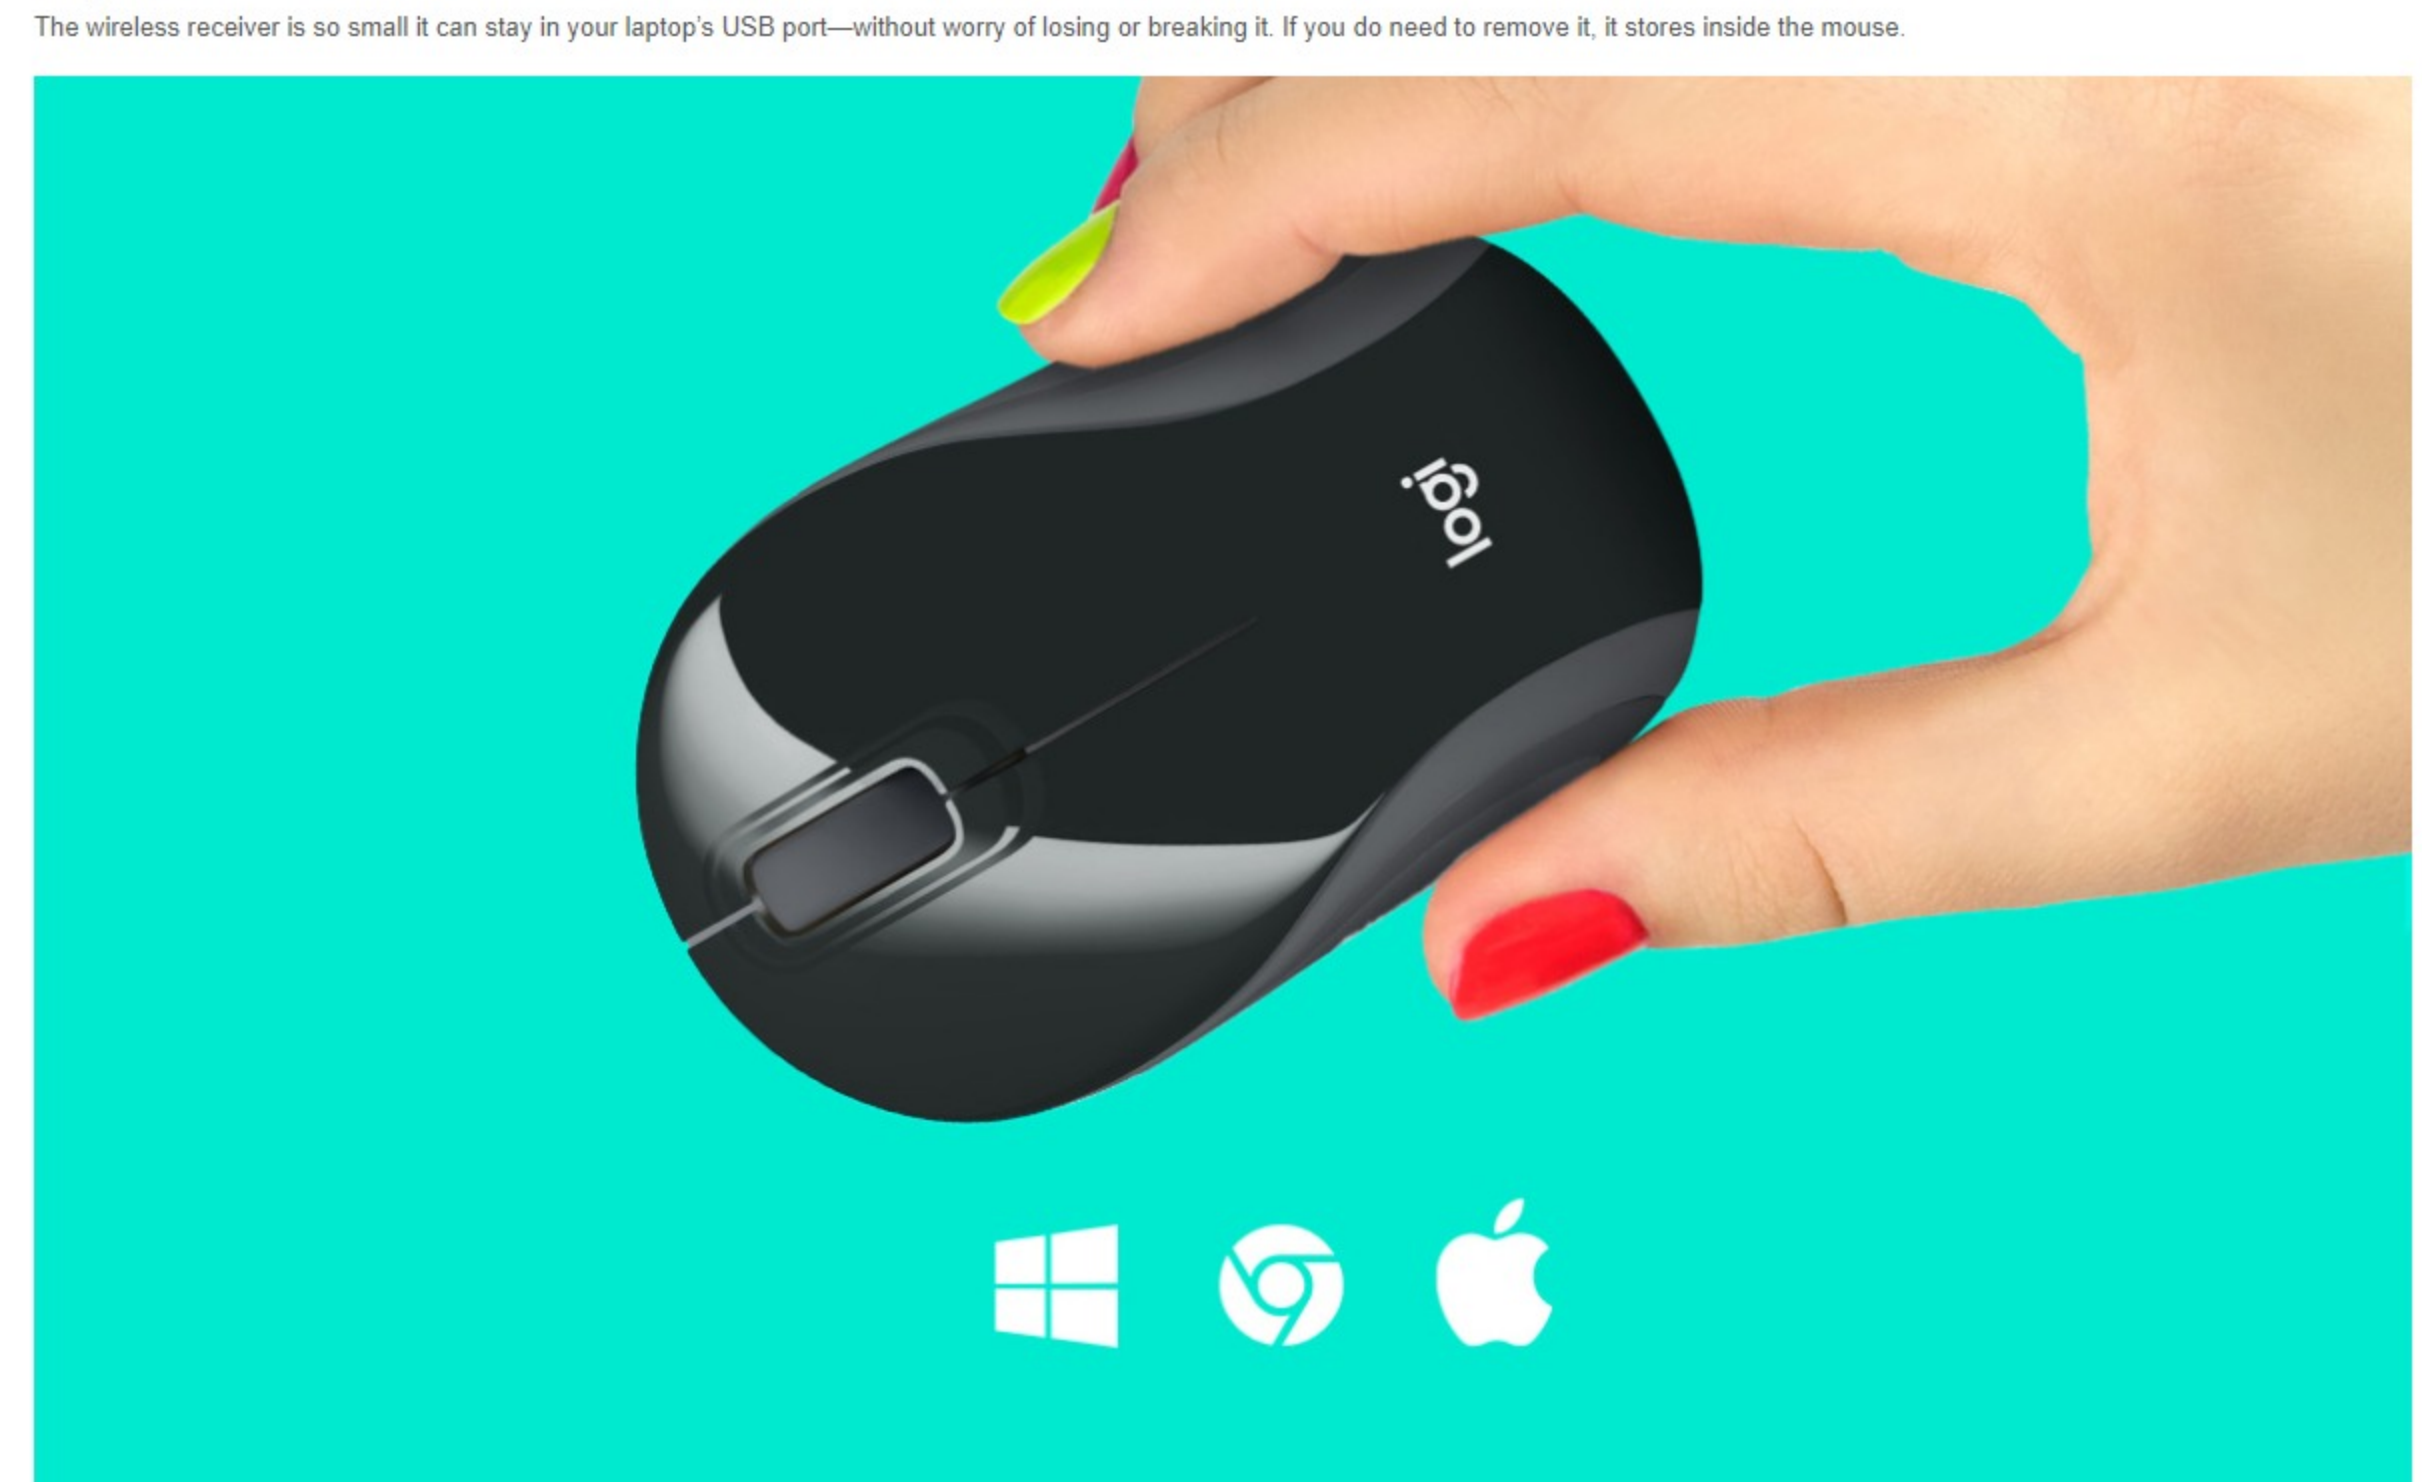 The wireless receiver is so small it can stay in your laptop's USB port—without worry of losing or breaking it. If you do need to remove it, it stores inside the mouse.
logi